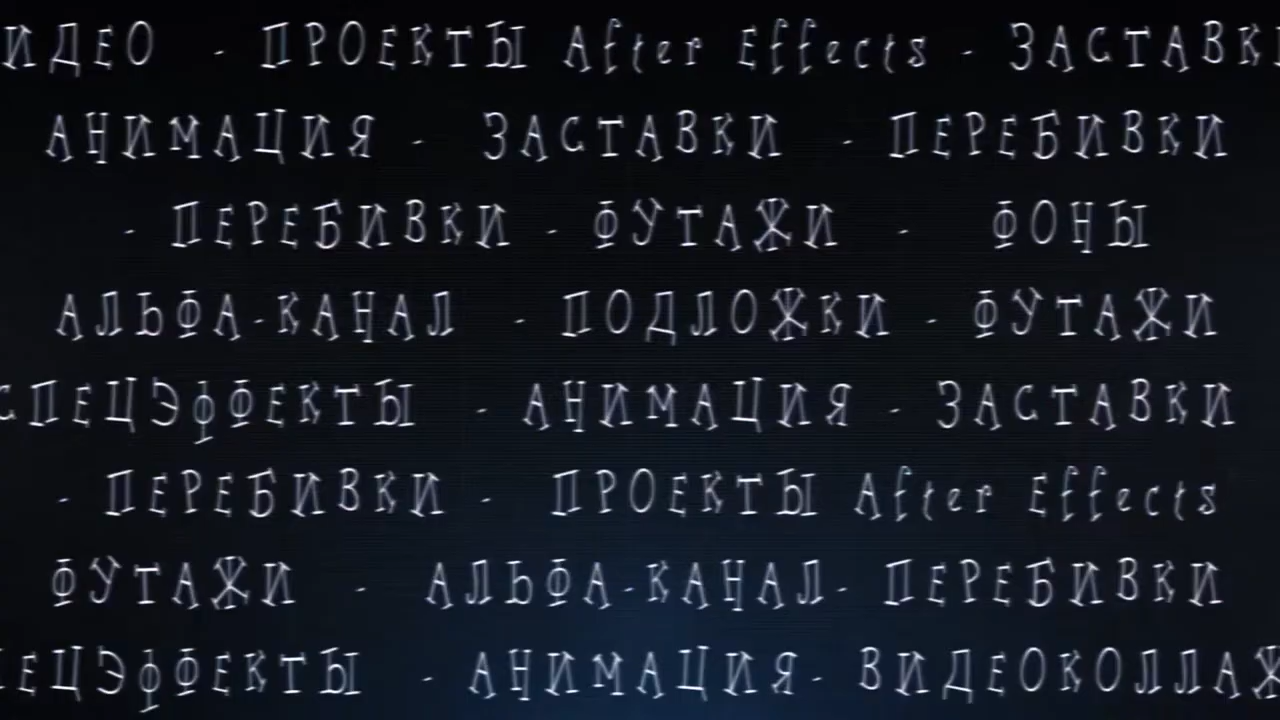 ИДЕО - ПРОЕКТЫ After Effects - ЗАСТАВКИ
АНИМАЦИЯ - ЗАСТАВКИ - ПЕРЕБИВКИ
- ПЕРЕБИВКИ - ФУТАЖИ - ФОНЫ
АЛЬФА-КАНАЛ - ПОДЛОЖКИ - ФУТАЖИ
СПЕЦЭФФЕКТЫ - АНИМАЦИЯ - ЗАСТАВКИ
- ПЕРЕБИВКИ - ПРОЕКТЫ After Effects
ФУТАЖИ - АЛЬФА-КАНАЛ- ПЕРЕБИВКИ
ЕЦЭФФЕКТЫ - АНИМАЦИЯ- ВИДЕОКОЛЛАЖ